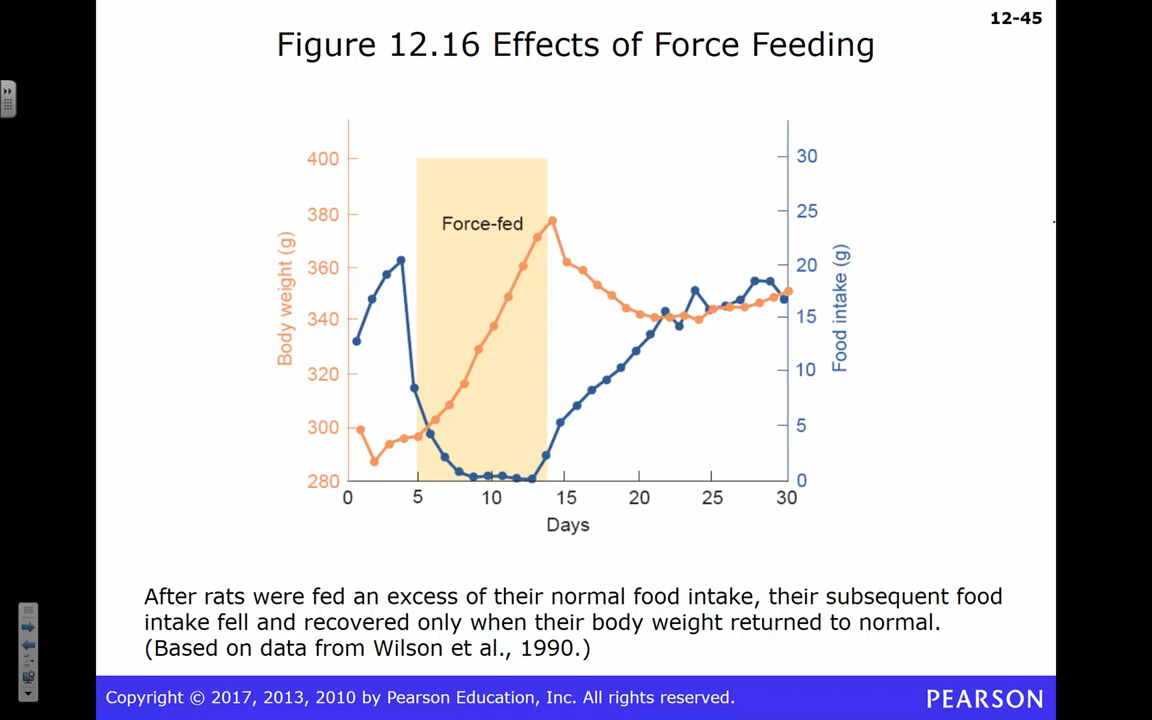 12-45
Figure 12.16 Effects of Force Feeding
400
380
360
340
320
300
280
Body weight (g)
Force-fed
30
25
20
15
10
5
0
Food intake (g)
0 5 10 15 20 25 30
Days
After rats were fed an excess of their normal food intake, their subsequent food
intake fell and recovered only when their body weight returned to normal.
(Based on data from Wilson et al., 1990.)
Copyright © 2017, 2013, 2010 by Pearson Education, Inc. All rights reserved.
PEARSON